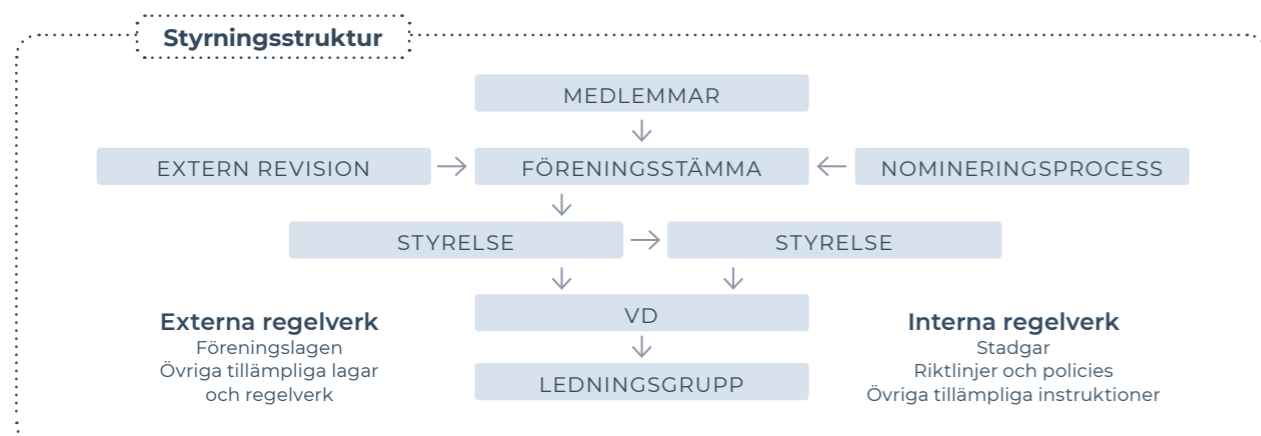 Styrningsstruktur
MEDLEMMAR
EXTERN REVISION
FÖRENINGSSTÄMMA
NOMINERINGSPROCESS
STYRELSE
STYRELSE
VD
LEDNINGSGRUPP
Externa regelverk
Föreningslagen
Övriga tillämpliga lagar
och regelverk
Interna regelverk
Stadgar
Riktlinjer och policies
Övriga tillämpliga instruktioner